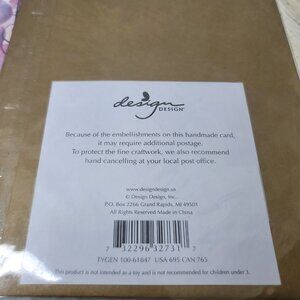 design
DESIGN®
Because of the embellishments on this handmade card,
it may require additional postage.
To protect the fine craftwork, we also recommend
hand cancelling at your local post office.
www.designdesign.us
© Design Design, Inc.
P.O. Box 2266 Grand Rapids, MI 49501
All Rights Reserved Made in China
7 32296 32731 7
TYGEN 100-61847 USA 695 CAN 765
This product is not intended as a toy and is not recommended for children under 3.